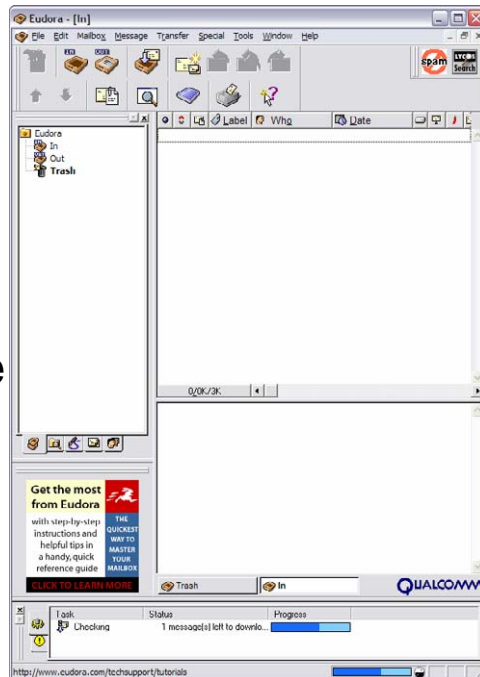 Eudora - [In]
File Edit Mailbox Message Transfer Special Tools Window Help
IN OUT
spam LYCOS Search
Label Who Date
Eudora
In
Out
Trash
e
0/0K/3K
Get the most
from Eudora
with step-by-step
instructions and
helpful tips in
a handy, quick
reference guide
THE
QUICKEST
WAY TO
MASTER
YOUR
MAILBOX
CLICK TO LEARN MORE
Trash In QUALCOMM
Task Status Progress
Checking 1 message(s) left to downlo...
http://www.eudora.com/techsupport/tutorials